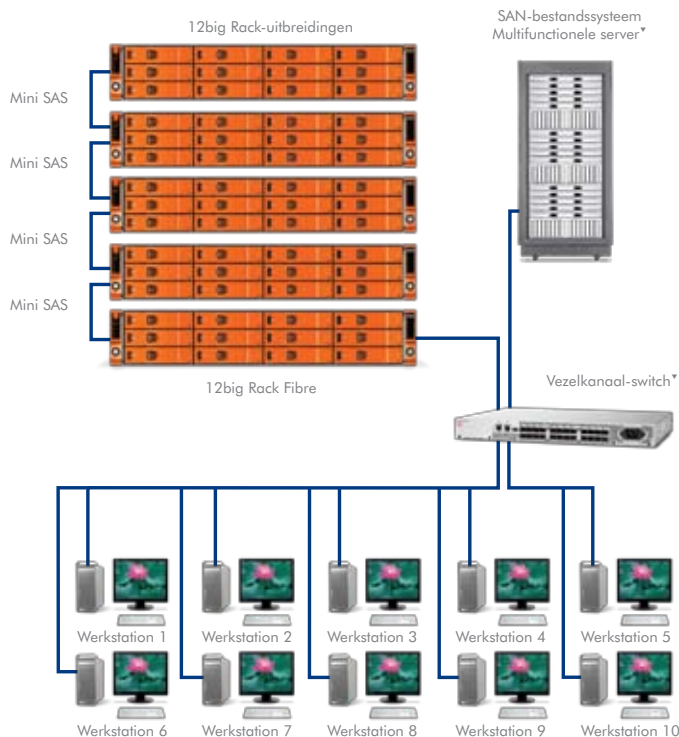 12big Rack-uitbreidingen
SAN-bestandssysteem
Multifunctionele server▼
Mini SAS
Mini SAS
Mini SAS
Mini SAS
12big Rack Fibre
Vezelkanaal-switch▼
Werkstation 1
Werkstation 2
Werkstation 3
Werkstation 4
Werkstation 5
Werkstation 6
Werkstation 7
Werkstation 8
Werkstation 9
Werkstation 10